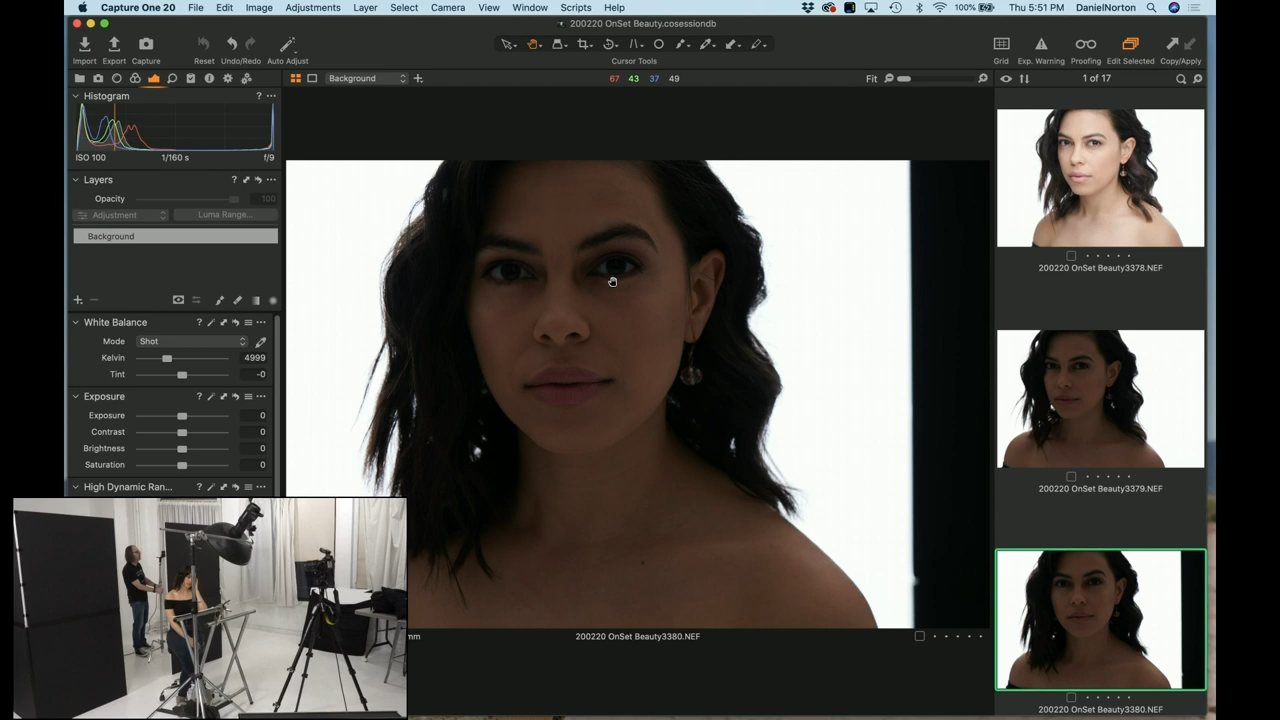 Capture One 20 File Edit Image Adjustments Layer Select Camera View Window Scripts Help 100% Thu 5:51 PM DanielNorton
200220 OnSet Beauty.cosessiondb
Import Export Capture Reset Undo/Redo Auto Adjust Cursor Tools Grid Exp. Warning Proofing Edit Selected Copy/Apply
Background 67 43 37 49 Fit 1 of 17
Histogram ?
ISO 100 1/160 s f/9
Layers ?
Opacity 100
Adjustment Luma Range...
Background
White Balance ?
Mode Shot
Kelvin 4999
Tint -0
Exposure ?
Exposure 0
Contrast 0
Brightness 0
Saturation 0
High Dynamic Ran... ?
mm 200220 OnSet Beauty3380.NEF
200220 OnSet Beauty3378.NEF
200220 OnSet Beauty3379.NEF
200220 OnSet Beauty3380.NEF